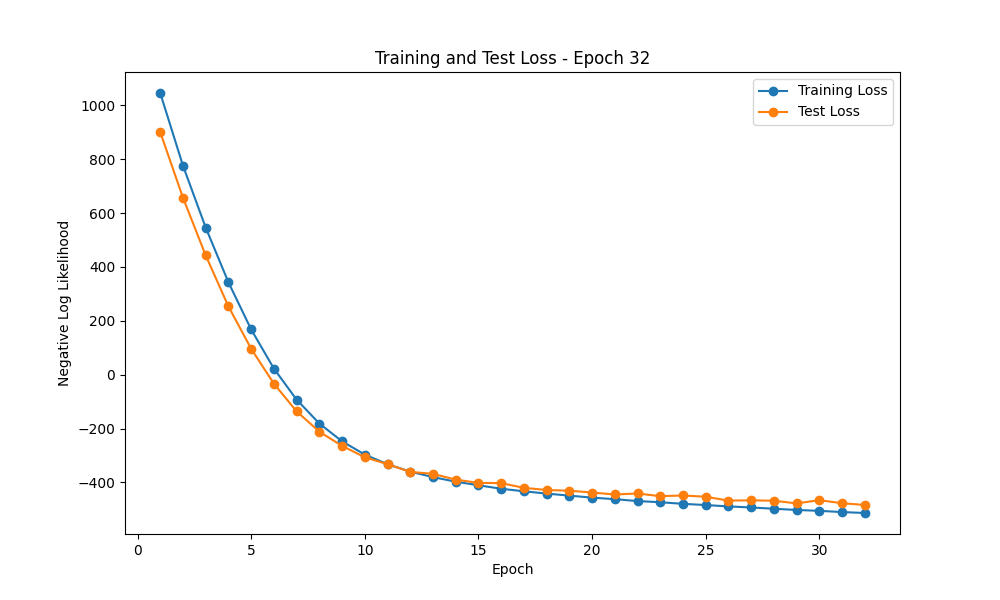 Training and Test Loss - Epoch 32
Training Loss
Test Loss
Negative Log Likelihood
1000
800
600
400
200
0
−200
−400
0 5 10 15 20 25 30
Epoch